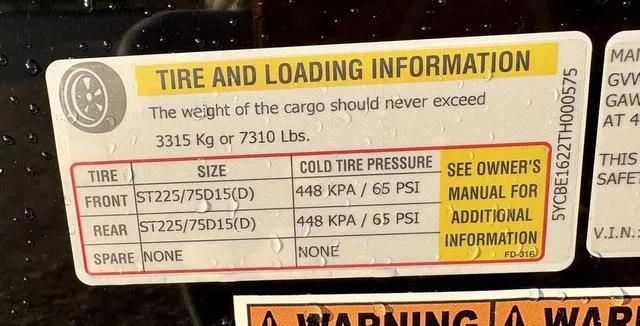 TIRE AND LOADING INFORMATION
The weight of the cargo should never exceed
3315 Kg or 7310 Lbs.
TIRE SIZE COLD TIRE PRESSURE
FRONT ST225/75D15(D) 448 KPA / 65 PSI
REAR ST225/75D15(D) 448 KPA / 65 PSI
SPARE NONE NONE
SEE OWNER'S
MANUAL FOR
ADDITIONAL
INFORMATION
FD-316
5YCBE1622TH000575
GVW
GAW
AT 4
THIS
SAFE
V.I.N.:
WARNING